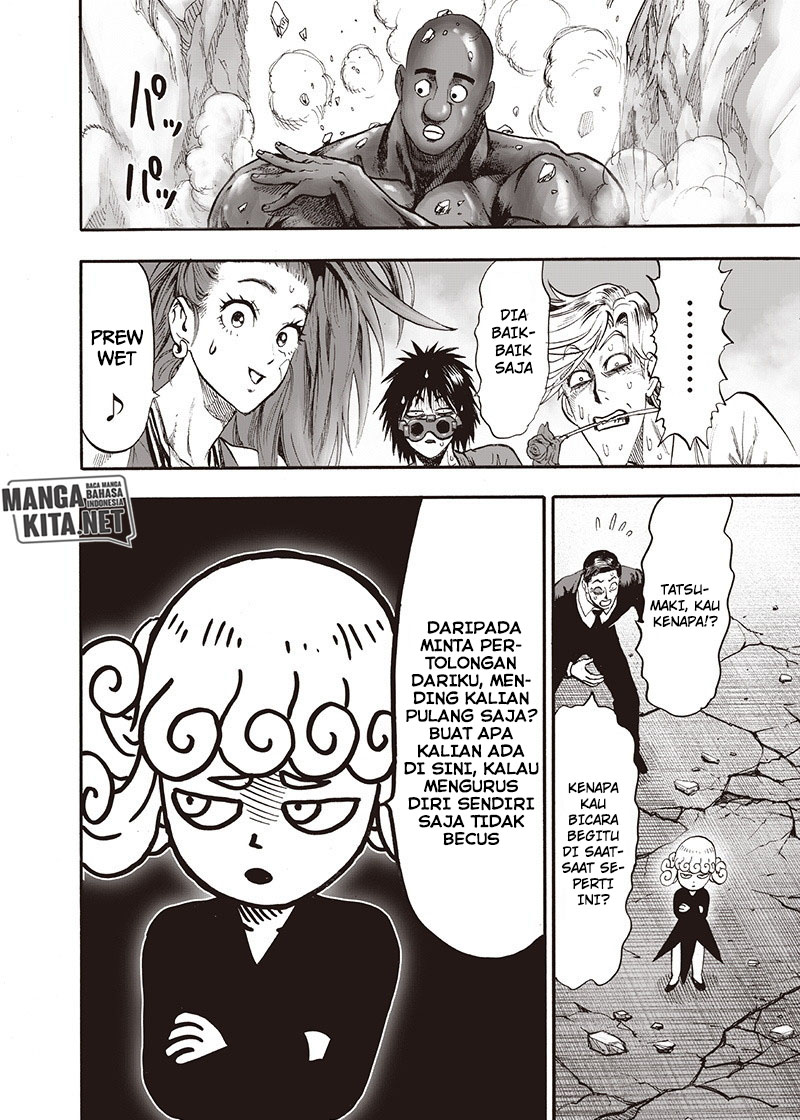 パッ
パッ
........
DIA
BAIK-
BAIK
SAJA
PREW
WET
♪
MANGA
KITA.NET
BACA MANGA
BAHASA
INDONESIA
TATSU-
MAKI, KAU
KENAPA!?
KENAPA
KAU
BICARA
BEGITU
DI SAAT-
SAAT SE-
PERTI
INI?
DARIPADA
MINTA PER-
TOLONGAN
DARIKU, MEN-
DING KALIAN
PULANG SAJA?
BUAT APA
KALIAN ADA
DI SINI, KALAU
MENGURUS
DIRI SENDIRI
SAJA TIDAK
BECUS